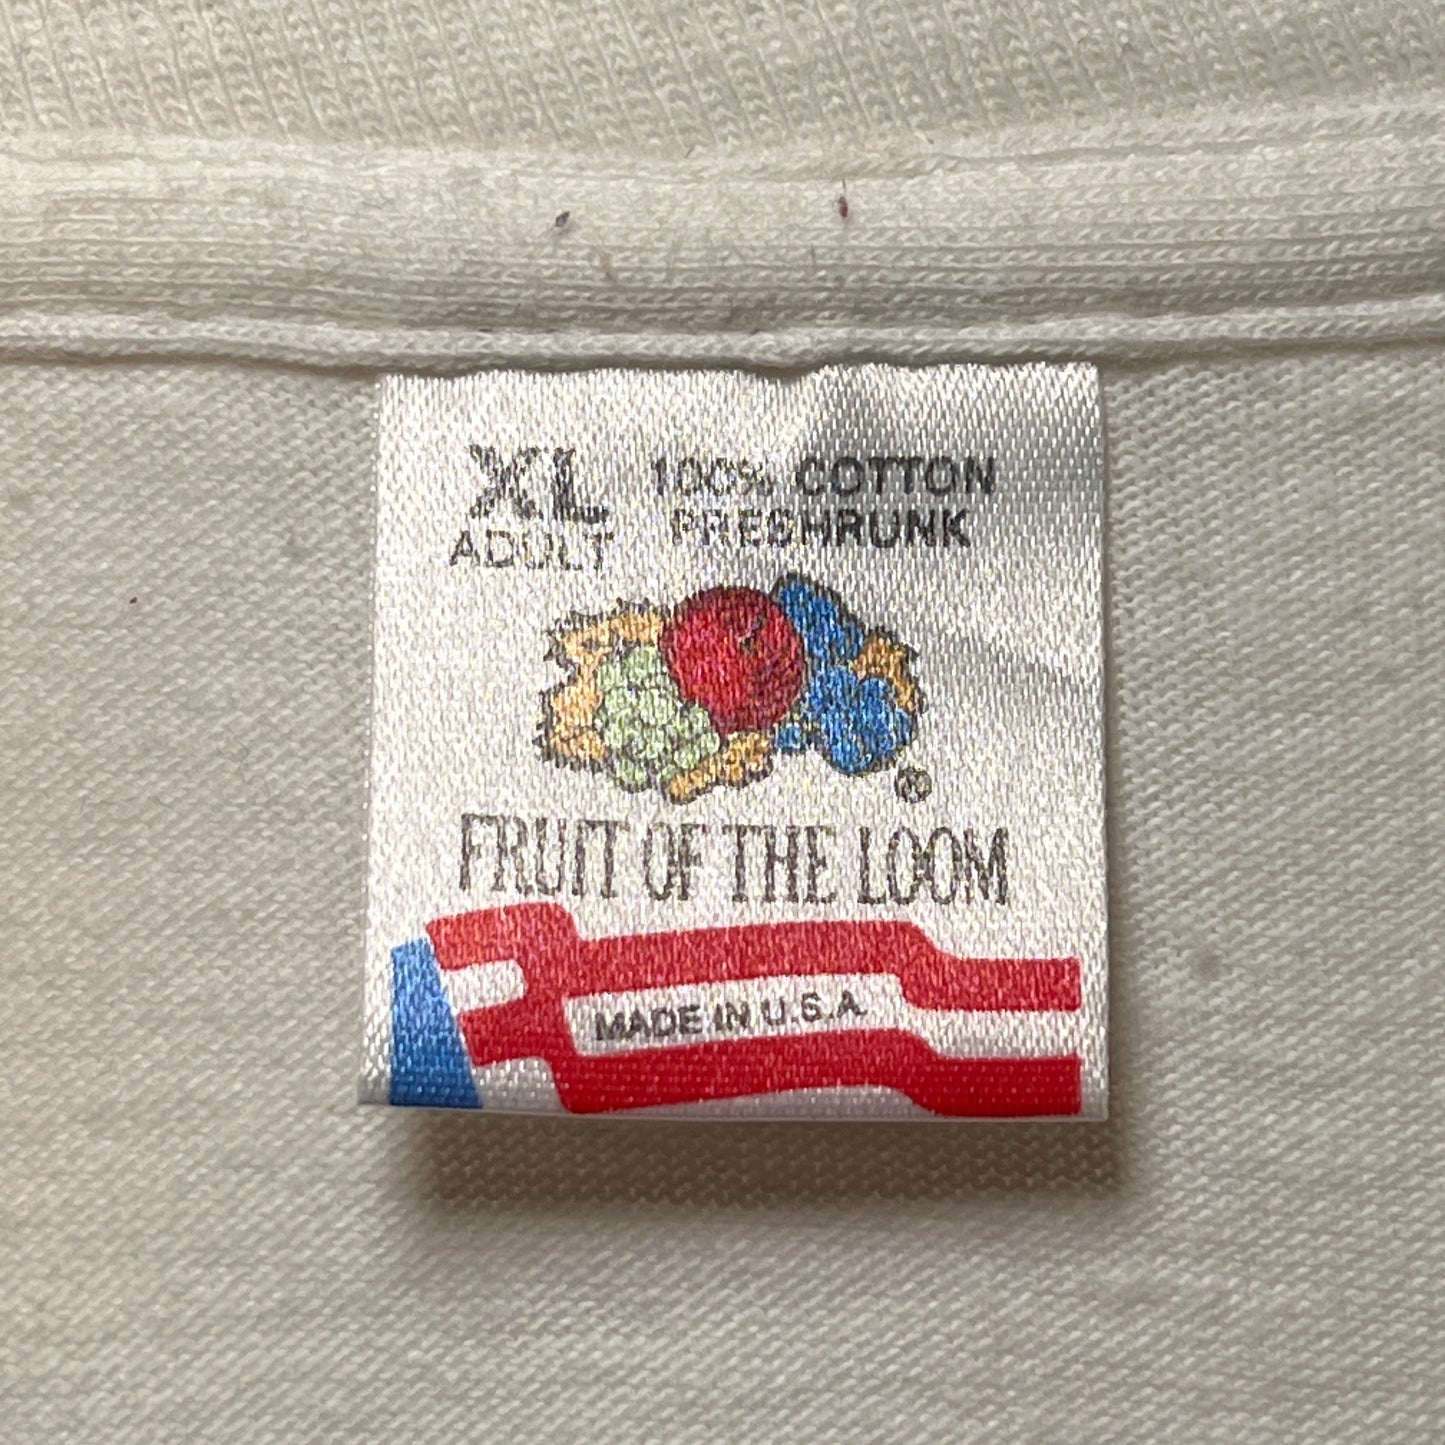 XL
ADULT
100% COTTON
PRESHRUNK
®
FRUIT OF THE LOOM
MADE IN U.S.A.